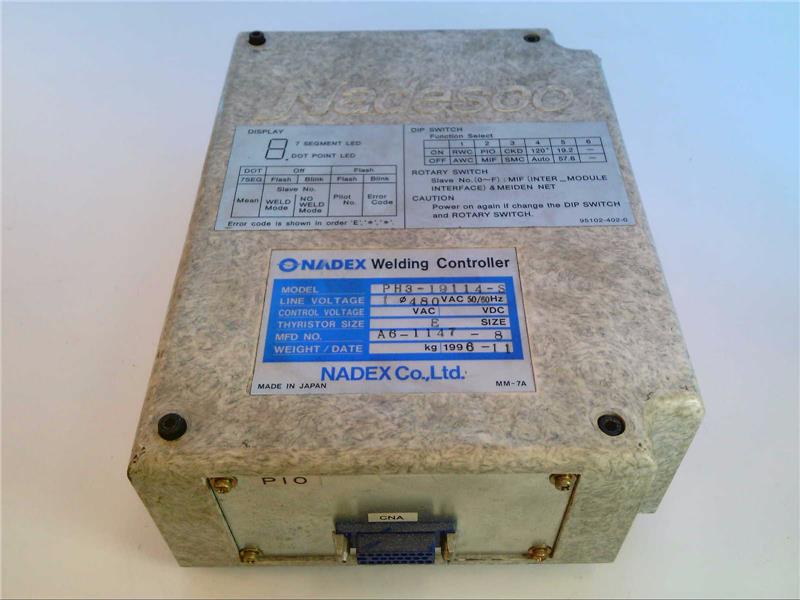 Nadesoo
DISPLAY
7 SEGMENT LED
DOT POINT LED
DOT Off Flash
7SEG Flash Blink Flash Blink
Mean Slave No. WELD Mode NO WELD Mode Pilot No. Error Code
Error code is shown in order 'E','*','*'.
DIP SWITCH
Function Select
1 2 3 4 5 6
ON RWC PIO CKD 120° 19.2 —
OFF AWC MIF SMC Auto 57.6 —
ROTARY SWITCH
Slave No.(0~F) : MIF (INTER _MODULE
INTERFACE) & MEIDEN NET
CAUTION
Power on again if change the DIP SWITCH
and ROTARY SWITCH.
95102-402-0
NADEX Welding Controller
MODEL PH3-19114-S
LINE VOLTAGE 1 ø 480 VAC 50/60Hz
CONTROL VOLTAGE VAC VDC
THYRISTOR SIZE E SIZE
MFD NO. A6-1147 -8
WEIGHT / DATE kg 1996-11
NADEX Co.,Ltd.
MADE IN JAPAN MM-7A
PIO
CNA